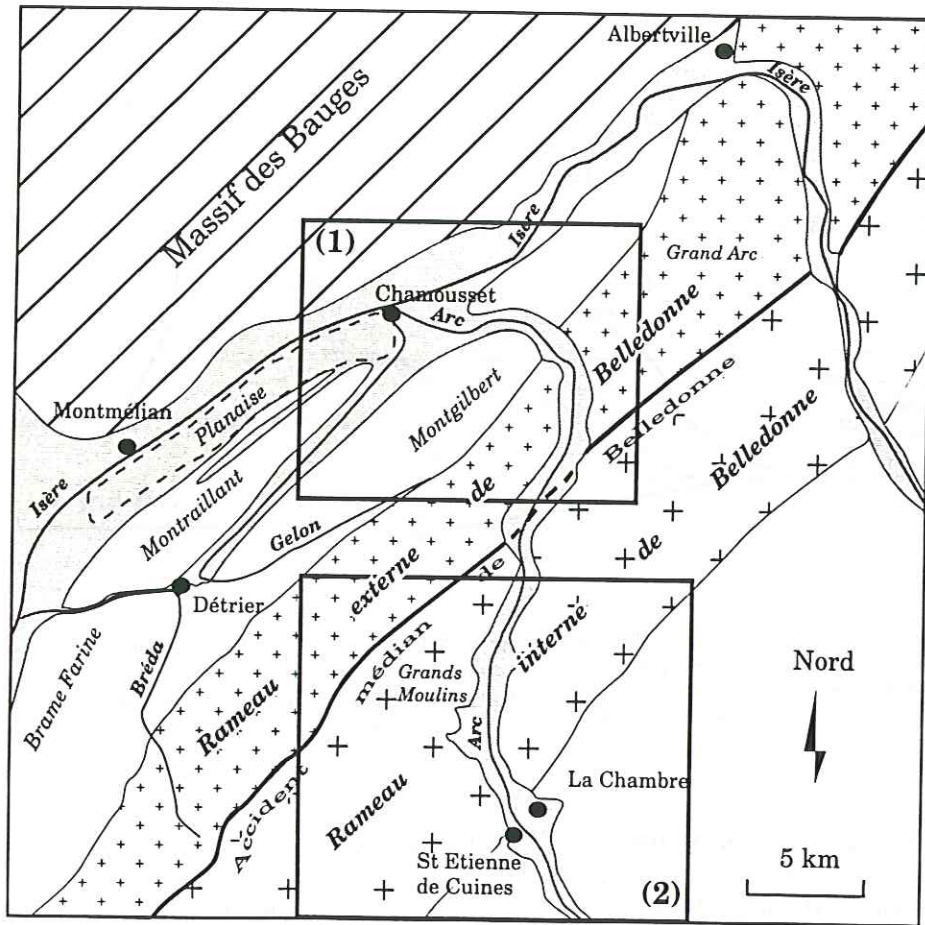 Albertville
Isère
Massif des Bauges
(1)
Isère
Grand Arc
Chamousset
Arc
Belledonne
Montmélian
Planaise
Montgilbert
Belledonne
Belledonne
Isère
Montraillant
Gelon
de
de
de
Détrier
externe
médian
interne
Nord
Brame Farine
Bréda
Grands
Moulins
Rameau
Arc
La Chambre
Accident
Rameau
St Etienne
de Cuines
5 km
(2)